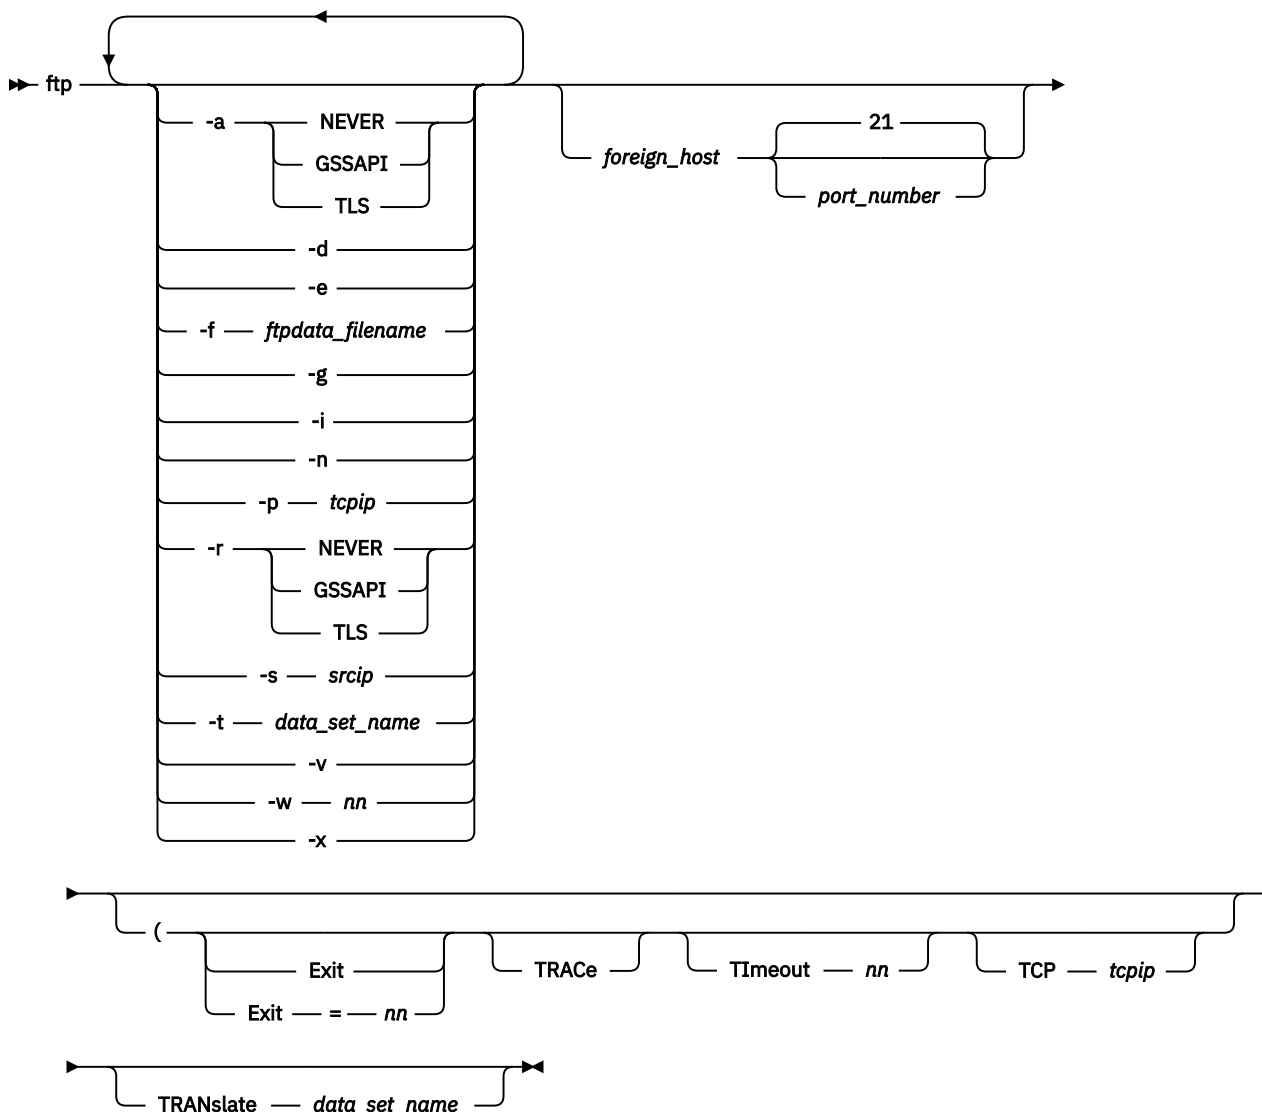 ftp
-a NEVER
GSSAPI
TLS
21
foreign_host
port_number
-d
-e
-f ftpdata_filename
-g
-i
-n
-p tcpip
-r NEVER
GSSAPI
TLS
-s srcip
-t data_set_name
-v
-w nn
-x
(
Exit TRACe TImeout nn TCP tcpip
Exit = nn
TRANslate data_set_name